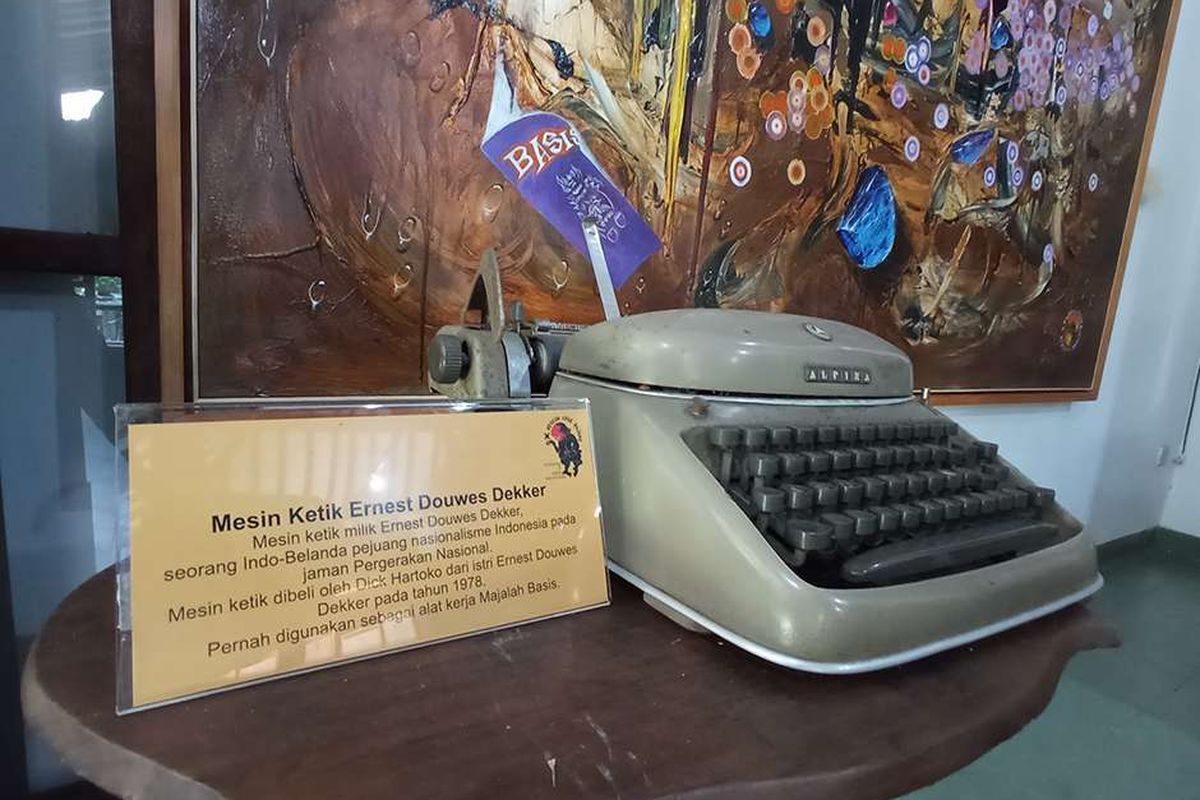 BASIS
ALPINA
Mesin Ketik Ernest Douwes Dekker
Mesin ketik milik Ernest Douwes Dekker,
seorang Indo-Belanda pejuang nasionalisme Indonesia pada
jaman Pergerakan Nasional.
Mesin ketik dibeli oleh Dick Hartoko dari istri Ernest Douwes
Dekker pada tahun 1978.
Pernah digunakan sebagai alat kerja Majalah Basis.